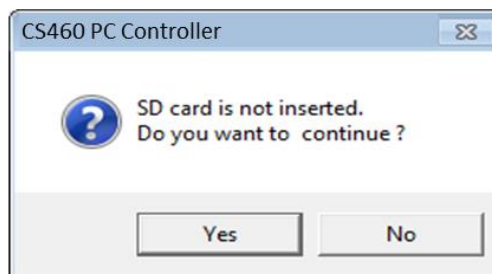 CS460 PC Controller
SD card is not inserted.
Do you want to  continue ?
Yes
No